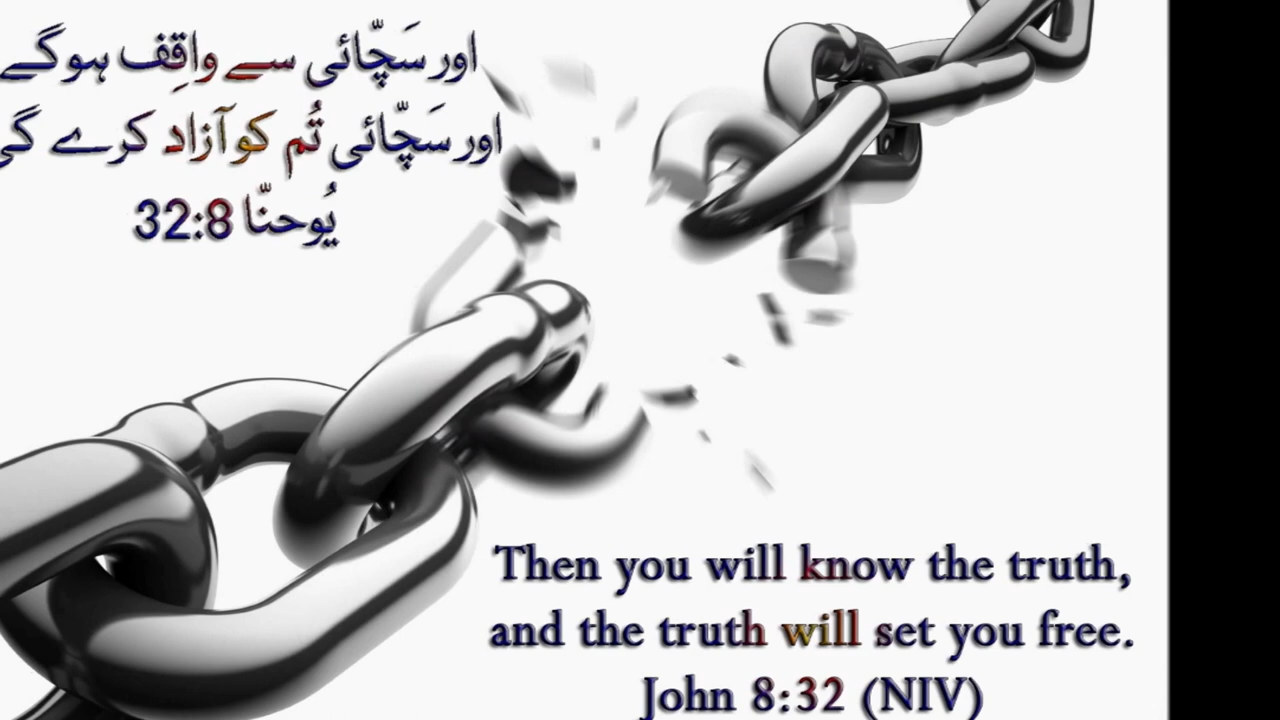 اور سَچّائی سے واقِف ہوگے
اور سَچّائی تُم کو آزاد کرے گی
یُوحنّا 32:8
Then you will know the truth,
and the truth will set you free.
John 8:32 (NIV)